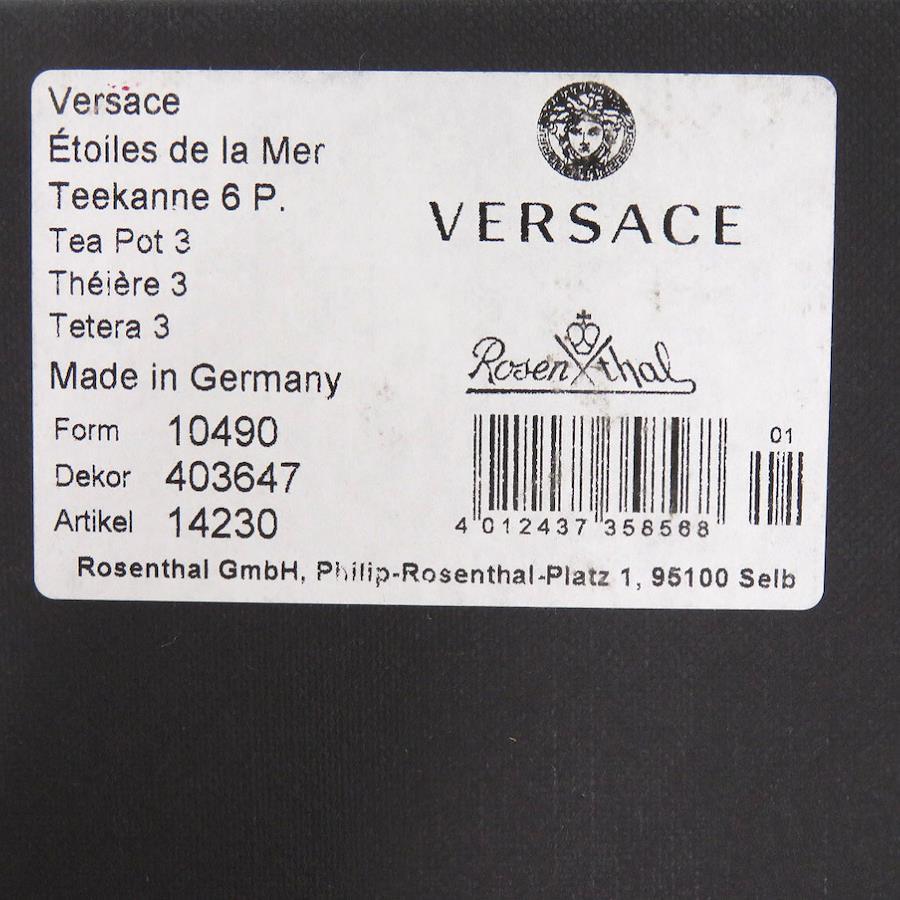 Versace
Étoiles de la Mer
Teekanne 6 P.
Tea Pot 3
Théière 3
Tetera 3
Made in Germany
Form 10490
Dekor 403647
Artikel 14230
VERSACE
Rosenthal
01
4 012437 358568
Rosenthal GmbH, Philip-Rosenthal-Platz 1, 95100 Selb